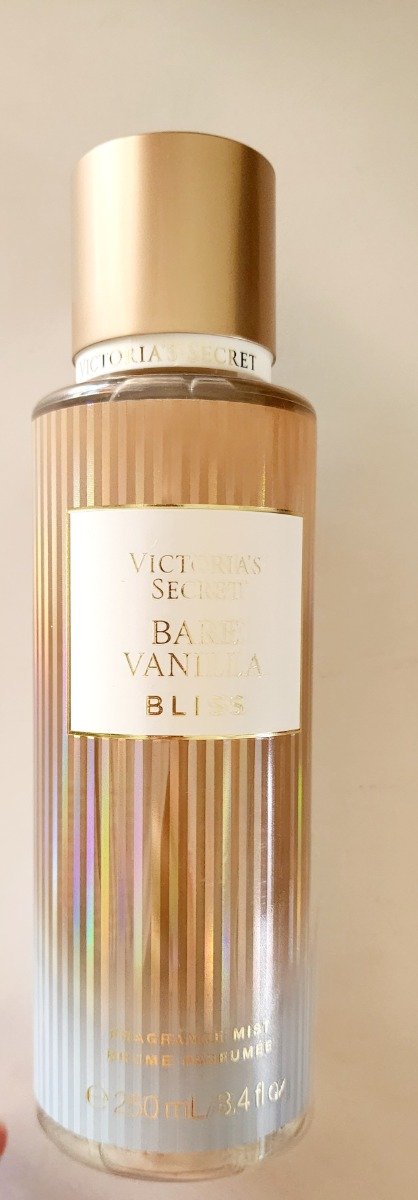 VICTORIA'S SECRET
VICTORIA'S
SECRET
BARE
VANILLA
BLISS
FRAGRANCE MIST
BRUME PARFUMÉE
℮ 250 mL/8.4 fl oz